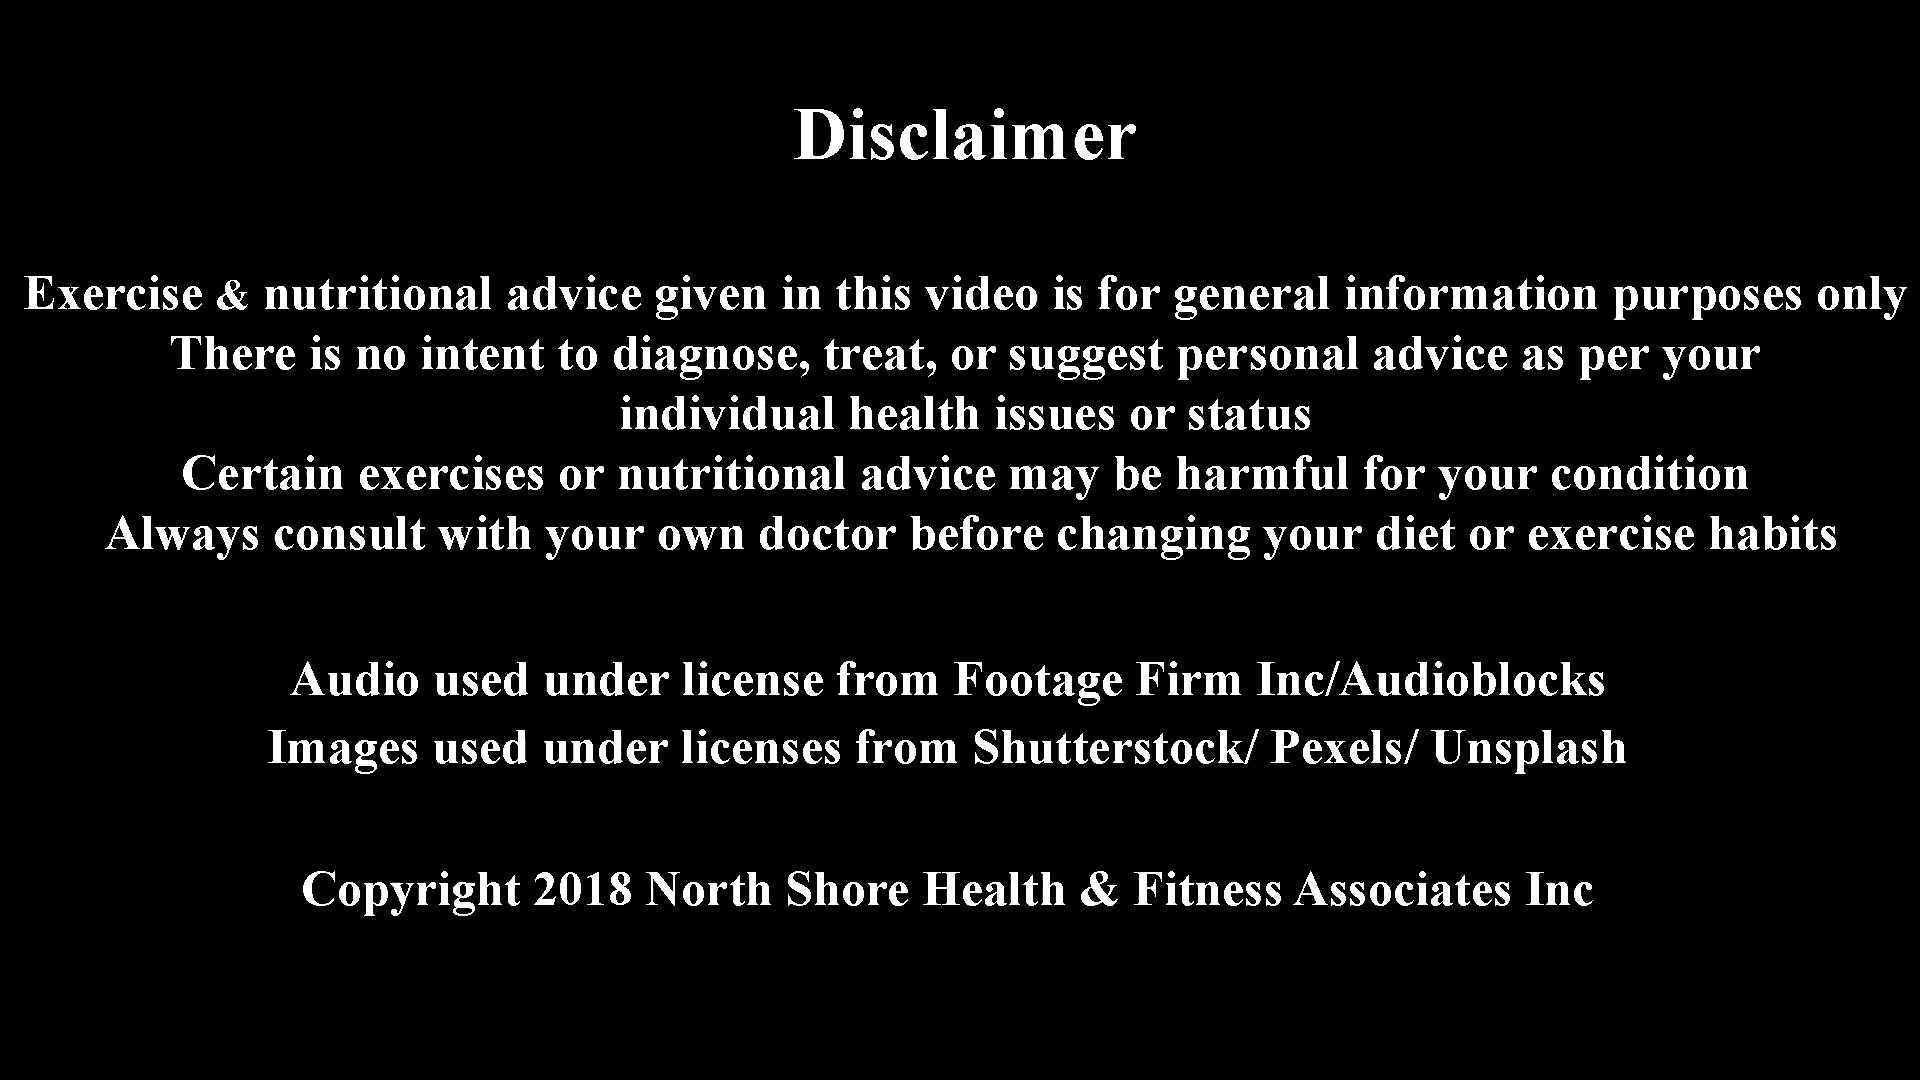 Disclaimer
Exercise & nutritional advice given in this video is for general information purposes only
There is no intent to diagnose, treat, or suggest personal advice as per your
individual health issues or status
Certain exercises or nutritional advice may be harmful for your condition
Always consult with your own doctor before changing your diet or exercise habits
Audio used under license from Footage Firm Inc/Audioblocks
Images used under licenses from Shutterstock/ Pexels/ Unsplash
Copyright 2018 North Shore Health & Fitness Associates Inc